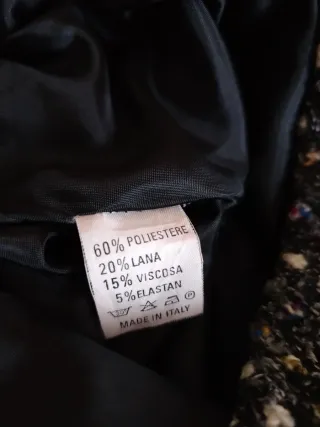 60% POLIESTERE
20% LANA
15% VISCOSA
5% ELASTAN
MADE IN ITALY